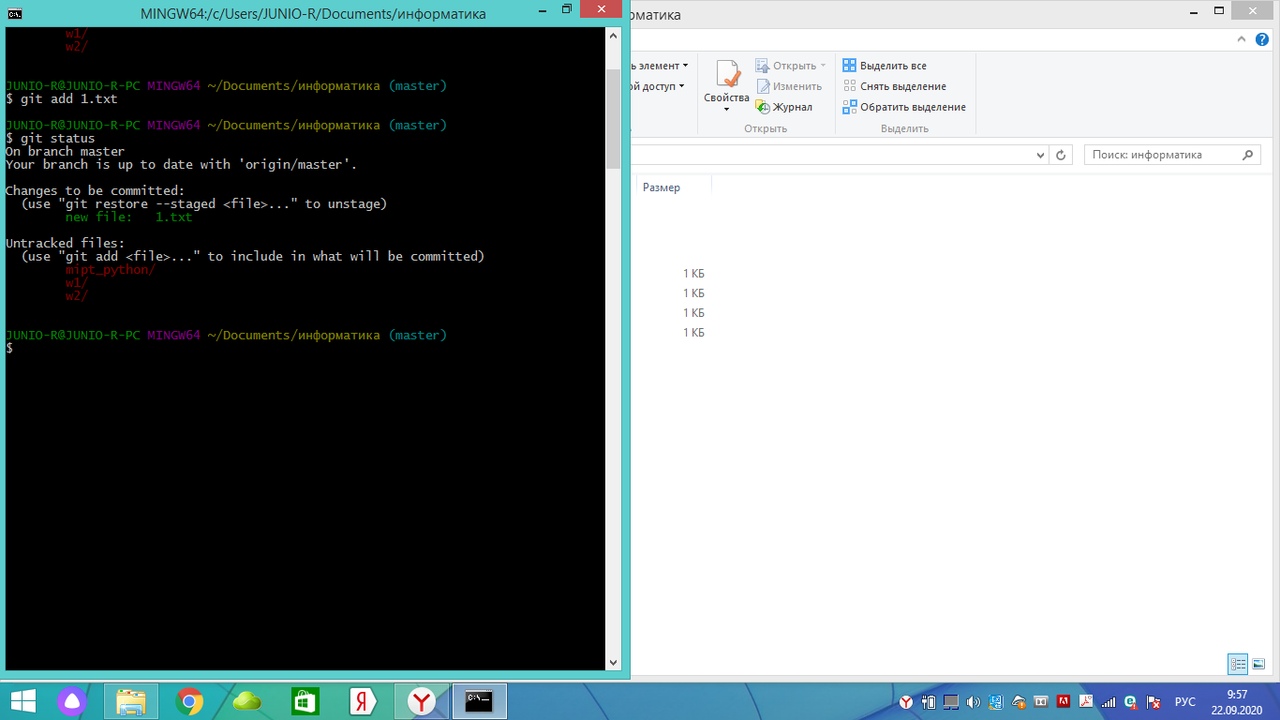 MINGW64:/c/Users/JUNIO-R/Documents/информатика
w1/
w2/
JUNIO-R@JUNIO-R-PC MINGW64 ~/Documents/информатика (master)
$ git add 1.txt
JUNIO-R@JUNIO-R-PC MINGW64 ~/Documents/информатика (master)
$ git status
On branch master
Your branch is up to date with 'origin/master'.
Changes to be committed:
(use "git restore --staged <file>..." to unstage)
new file:   1.txt
Untracked files:
(use "git add <file>..." to include in what will be committed)
mipt_python/
w1/
w2/
JUNIO-R@JUNIO-R-PC MINGW64 ~/Documents/информатика (master)
$
рматика
ь элемент
ой доступ
Свойства
Открыть
Изменить
Журнал
Открыть
Выделить все
Снять выделение
Обратить выделение
Выделить
Поиск: информатика
Размер
1 КБ
1 КБ
1 КБ
1 КБ
РУС
9:57
22.09.2020